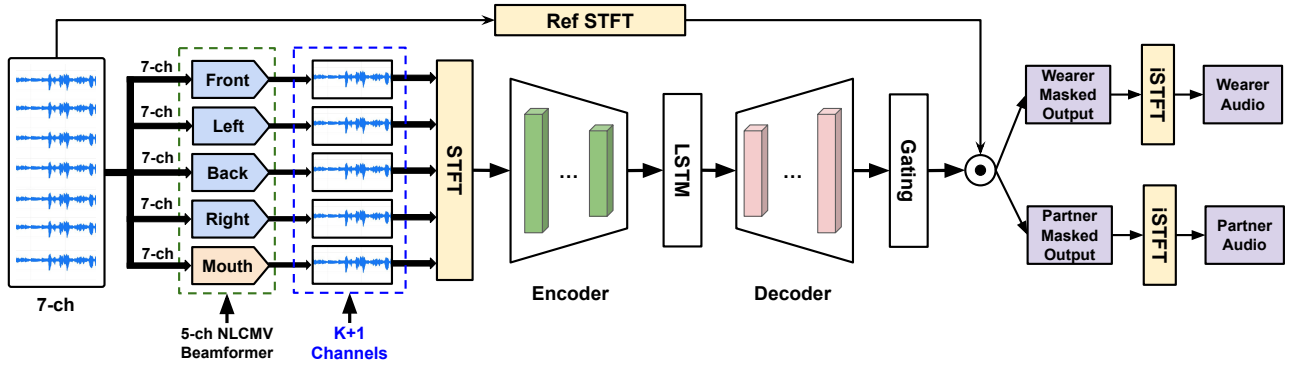 Ref STFT
7-ch
7-ch
7-ch
7-ch
7-ch
Front
Left
Back
Right
Mouth
STFT
LSTM
Gating
Wearer
Masked
Output
iSTFT
Wearer
Audio
Partner
Masked
Output
iSTFT
Partner
Audio
...
...
Encoder
Decoder
7-ch
5-ch NLCMV
Beamformer
K+1
Channels